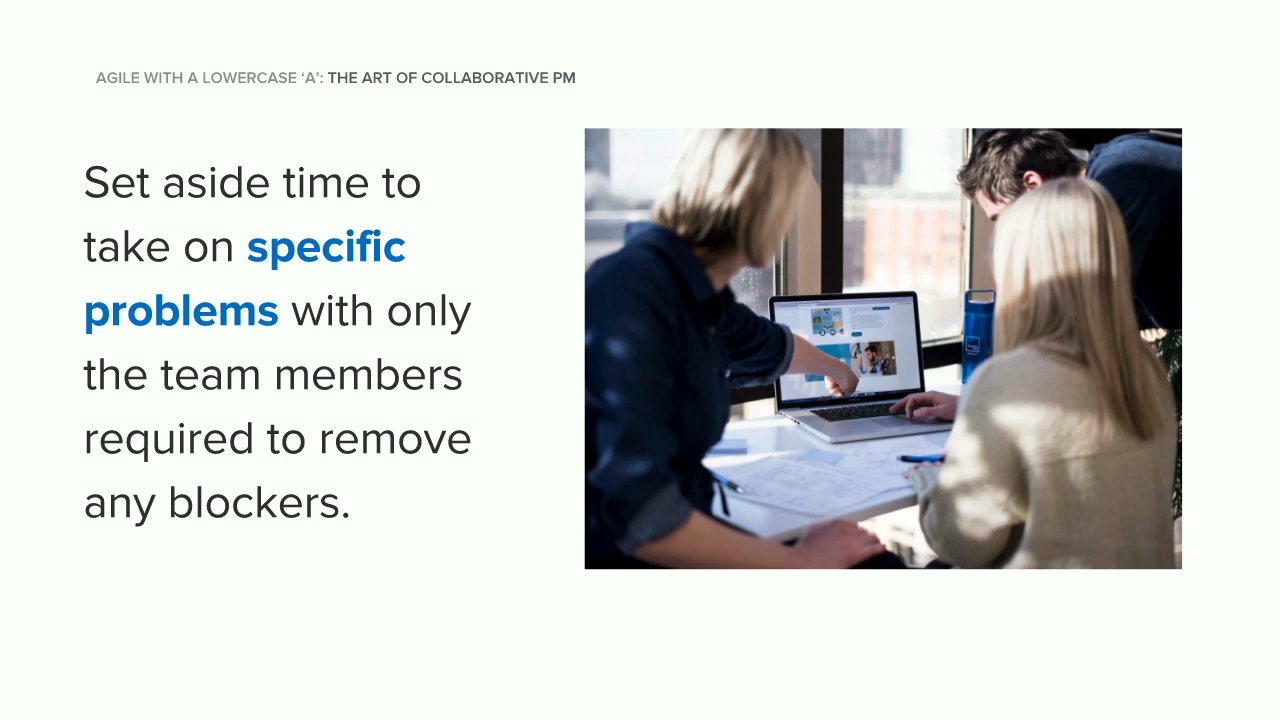 AGILE WITH A LOWERCASE ‘A’: THE ART OF COLLABORATIVE PM
Set aside time to
take on specific
problems with only
the team members
required to remove
any blockers.